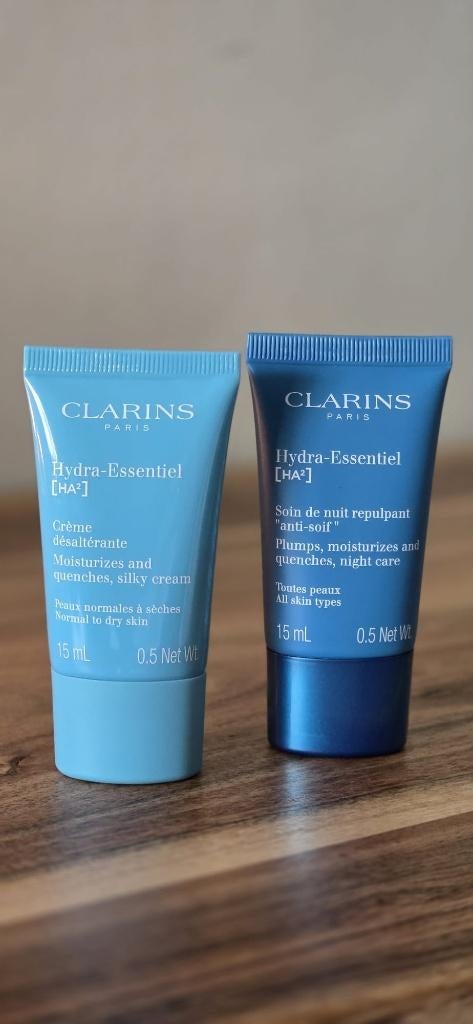 CLARINS
PARIS
Hydra-Essentiel
[HA²]
Crème
désaltérante
Moisturizes and
quenches, silky cream
Peaux normales à sèches
Normal to dry skin
15 mL 0.5 Net Wt.
CLARINS
PARIS
Hydra-Essentiel
[HA²]
Soin de nuit repulpant
"anti-soif"
Plumps, moisturizes and
quenches, night care
Toutes peaux
All skin types
15 mL 0.5 Net Wt.